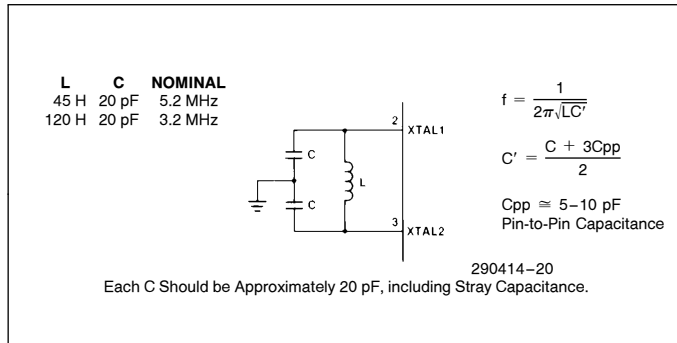 L C NOMINAL
45 H 20 pF 5.2 MHz
120 H 20 pF 3.2 MHz
2 XTAL1
C
L
C
3 XTAL2
f = 1 / 2π√LC′
C′ = C + 3Cpp / 2
Cpp ≅ 5–10 pF
Pin-to-Pin Capacitance
290414–20
Each C Should be Approximately 20 pF, including Stray Capacitance.